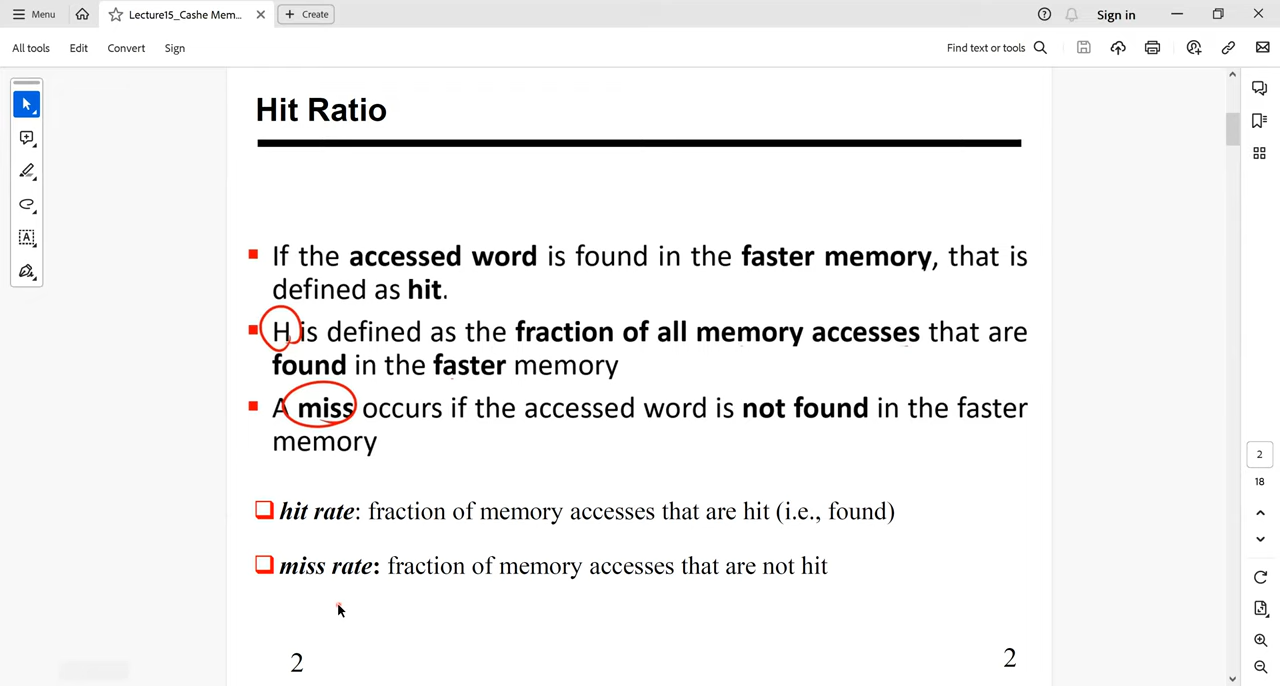 Menu
Lecture15_Cashe Mem...
Create
Sign in
All tools
Edit
Convert
Sign
Find text or tools
Hit Ratio
If the accessed word is found in the faster memory, that is
defined as hit.
H is defined as the fraction of all memory accesses that are
found in the faster memory
A miss occurs if the accessed word is not found in the faster
memory
hit rate: fraction of memory accesses that are hit (i.e., found)
miss rate: fraction of memory accesses that are not hit
2
2
2
18